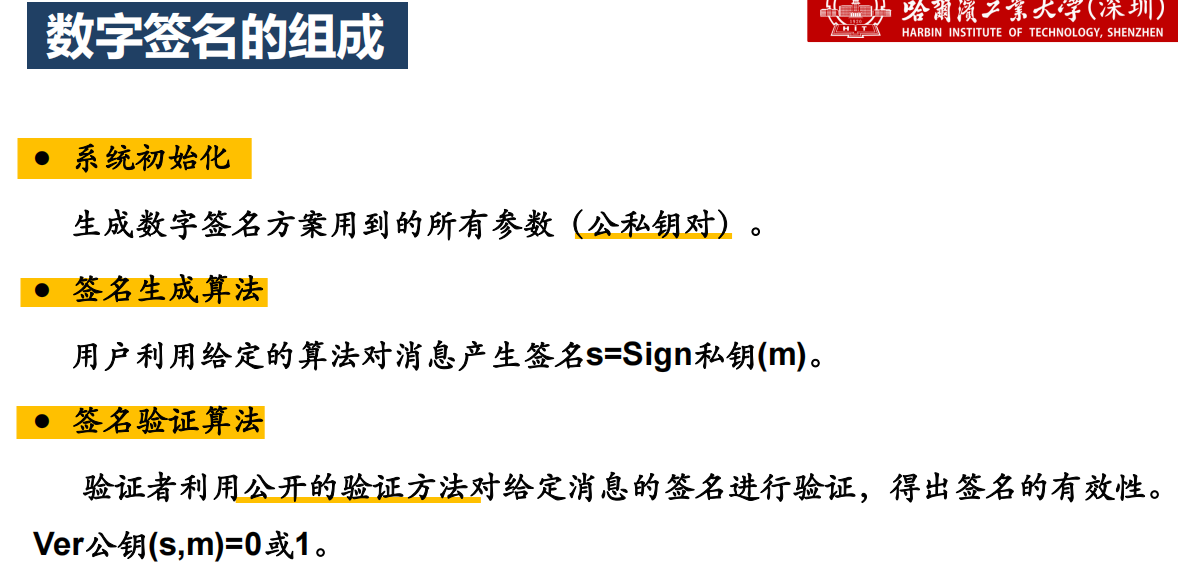 数字签名的组成
哈尔滨工业大学(深圳)
HARBIN INSTITUTE OF TECHNOLOGY, SHENZHEN
● 系统初始化
生成数字签名方案用到的所有参数（公私钥对）。
● 签名生成算法
用户利用给定的算法对消息产生签名s=Sign私钥(m)。
● 签名验证算法
验证者利用公开的验证方法对给定消息的签名进行验证，得出签名的有效性。
Ver公钥(s,m)=0或1。